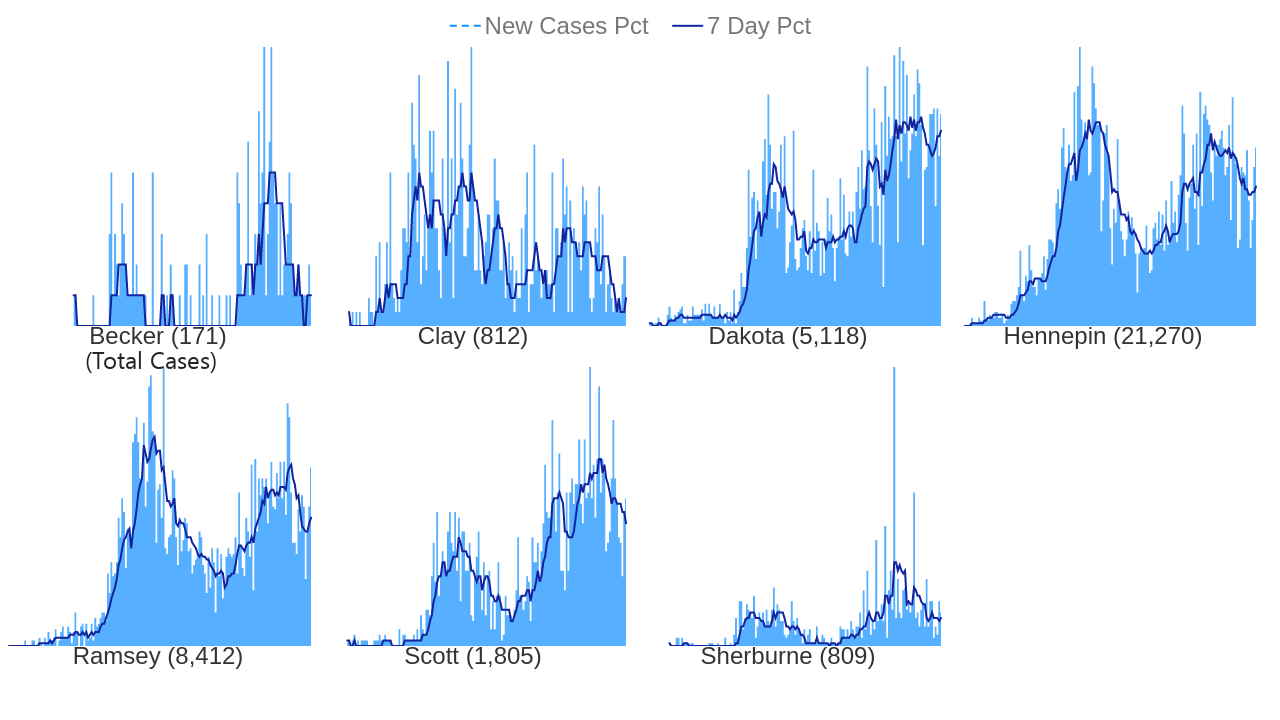 New Cases Pct 7 Day Pct
Becker (171) Clay (812) Dakota (5,118) Hennepin (21,270)
(Total Cases)
Ramsey (8,412) Scott (1,805) Sherburne (809)